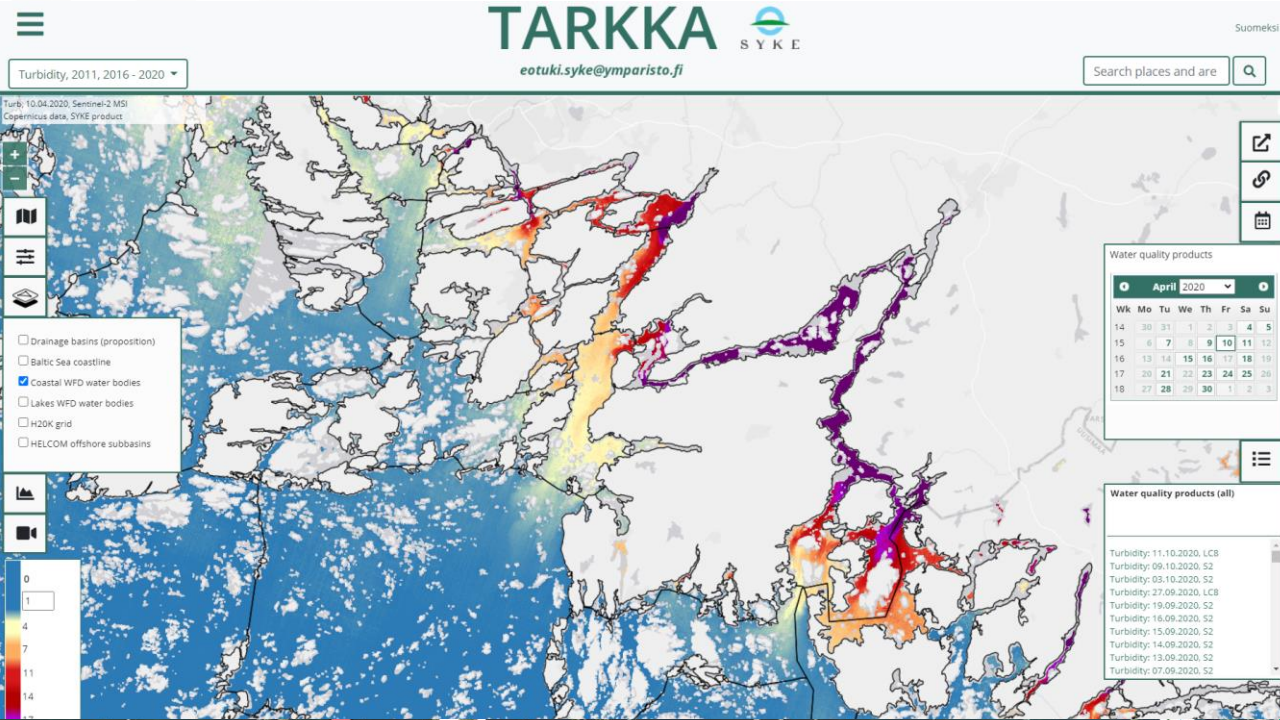 TARKKA
SYKE
Suomeksi
Turbidity, 2011, 2016 - 2020
eotuki.syke@ymparisto.fi
Search places and are
Turb: 10.04.2020, Sentinel-2 MSI
Copernicus data, SYKE product
+
−
Water quality products
April 2020
Wk Mo Tu We Th Fr Sa Su
14 30 31 1 2 3 4 5
15 6 7 8 9 10 11 12
16 13 14 15 16 17 18 19
17 20 21 22 23 24 25 26
18 27 28 29 30 1 2 3
Drainage basins (proposition)
Baltic Sea coastline
Coastal WFD water bodies
Lakes WFD water bodies
H20K grid
HELCOM offshore subbasins
Water quality products (all)
Turbidity: 11.10.2020, LC8
Turbidity: 09.10.2020, S2
Turbidity: 03.10.2020, S2
Turbidity: 27.09.2020, LC8
Turbidity: 19.09.2020, S2
Turbidity: 16.09.2020, S2
Turbidity: 15.09.2020, S2
Turbidity: 14.09.2020, S2
Turbidity: 13.09.2020, S2
Turbidity: 07.09.2020, S2
0
1
4
7
11
14